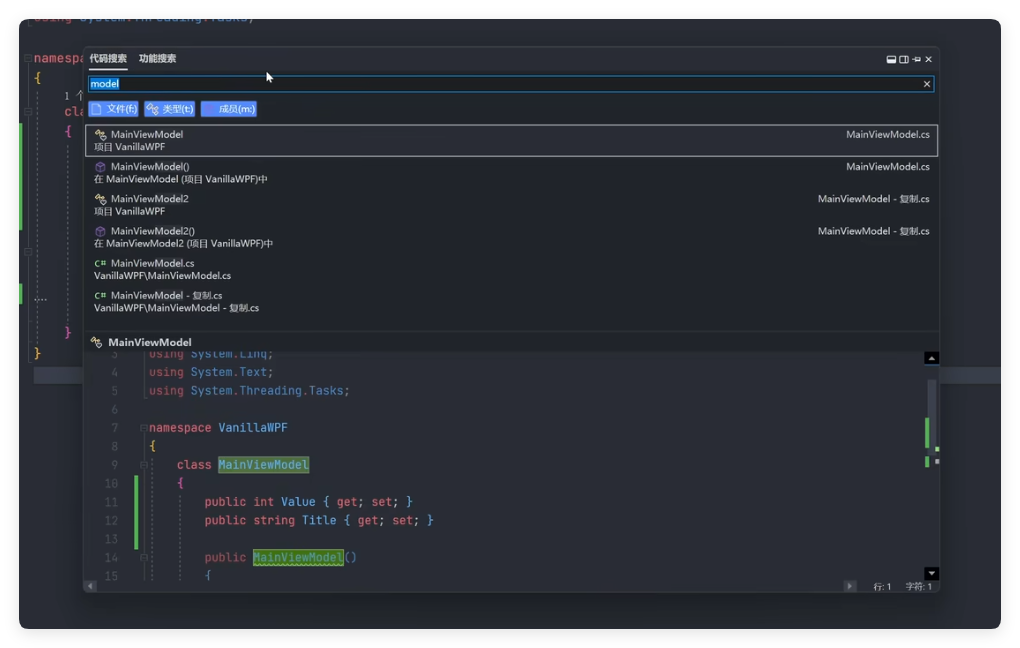 using System.Threading.Tasks;
namespa
{
1 个
cla
{
}
}
代码搜索 功能搜索
model
文件(f:) 类型(t:) 成员(m:)
MainViewModel MainViewModel.cs
项目 VanillaWPF
MainViewModel() MainViewModel.cs
在 MainViewModel (项目 VanillaWPF)中
MainViewModel2 MainViewModel - 复制.cs
项目 VanillaWPF
MainViewModel2() MainViewModel - 复制.cs
在 MainViewModel2 (项目 VanillaWPF)中
C# MainViewModel.cs
VanillaWPF\MainViewModel.cs
C# MainViewModel - 复制.cs
VanillaWPF\MainViewModel - 复制.cs
MainViewModel
3 using System.Linq;
4 using System.Text;
5 using System.Threading.Tasks;
6
7 namespace VanillaWPF
8 {
9 class MainViewModel
10 {
11 public int Value { get; set; }
12 public string Title { get; set; }
13
14 public MainViewModel()
15 {
行: 1 字符: 1